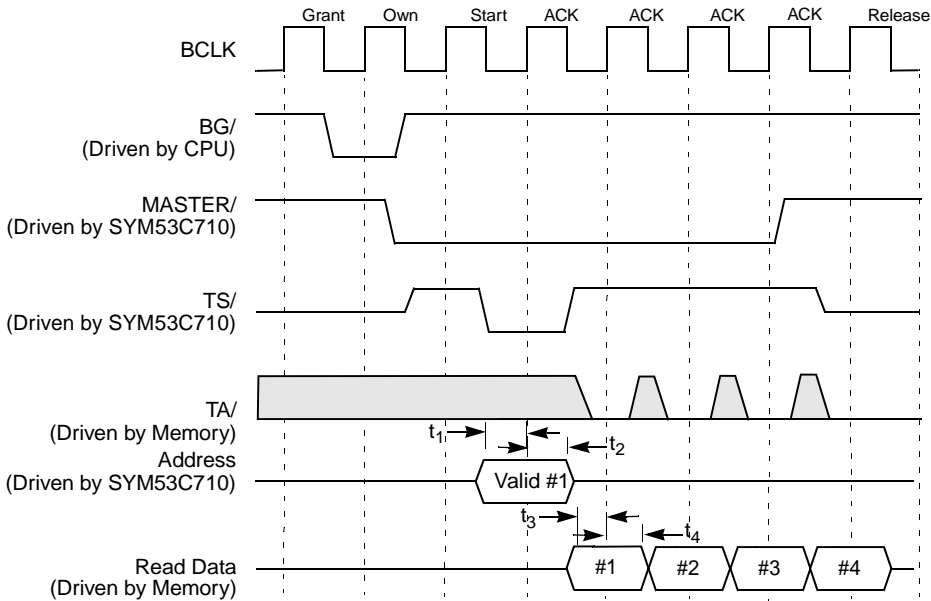 Grant Own Start ACK ACK ACK ACK Release
BCLK
BG/
(Driven by CPU)
MASTER/
(Driven by SYM53C710)
TS/
(Driven by SYM53C710)
TA/
(Driven by Memory)
t1 t2
Address
(Driven by SYM53C710)
Valid #1
t3 t4
Read Data
(Driven by Memory)
#1 #2 #3 #4